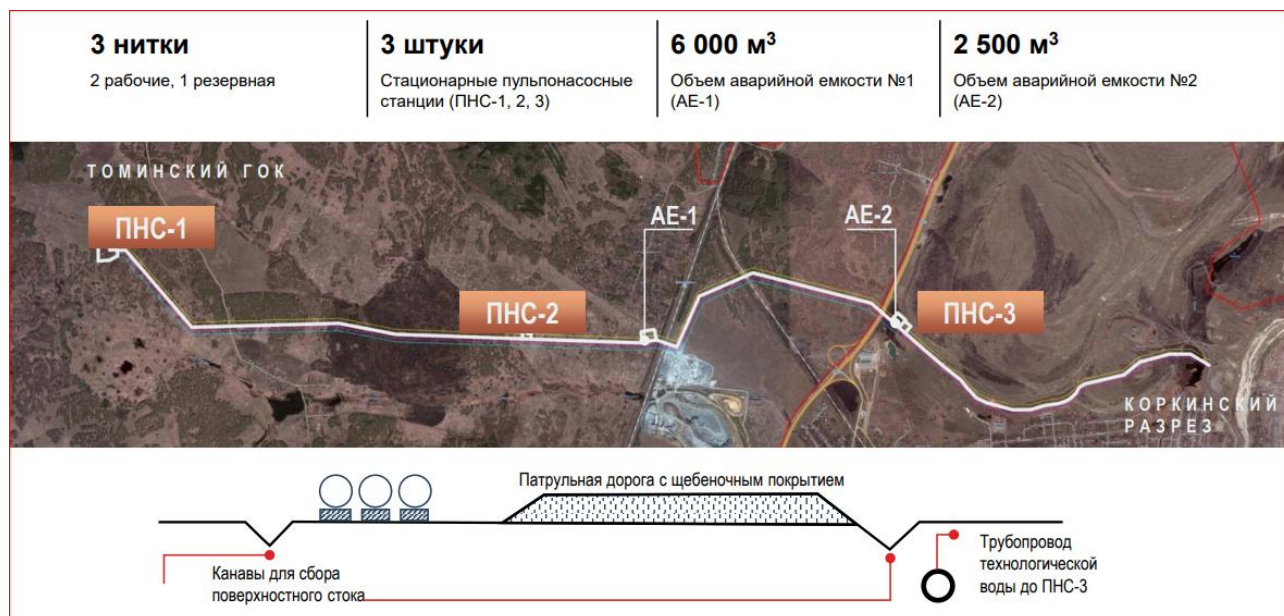 3 нитки
2 рабочие, 1 резервная
3 штуки
Стационарные пульпонасосные
станции (ПНС-1, 2, 3)
6 000 м³
Объем аварийной емкости №1
(АЕ-1)
2 500 м³
Объем аварийной емкости №2
(АЕ-2)
ТОМИНСКИЙ ГОК
ПНС-1
АЕ-1
АЕ-2
ПНС-2
ПНС-3
КОРКИНСКИЙ
РАЗРЕЗ
Патрульная дорога с щебеночным покрытием
Канавы для сбора
поверхностного стока
Трубопровод
технологической
воды до ПНС-3